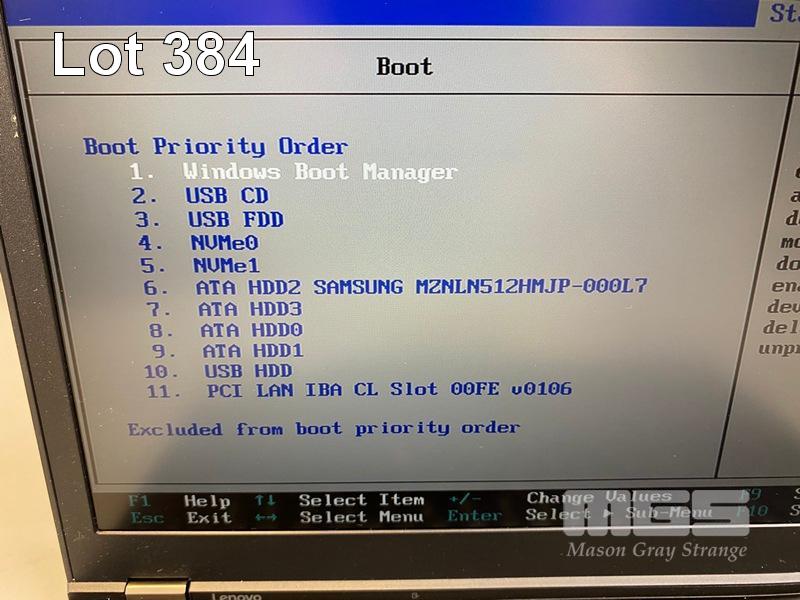 Lot 384
Boot
Boot Priority Order
1. Windows Boot Manager
2. USB CD
3. USB FDD
4. NVMe0
5. NVMe1
6. ATA HDD2 SAMSUNG MZNLN512HMJP-000L7
7. ATA HDD3
8. ATA HDD0
9. ATA HDD1
10. USB HDD
11. PCI LAN IBA CL Slot 00FE v0106
Excluded from boot priority order
F1 Help ↑↓ Select Item +/- Change Values F9
Esc Exit ←→ Select Menu Enter Select ▶ Sub-Menu F10
MGS
Mason Gray Strange
Lenovo